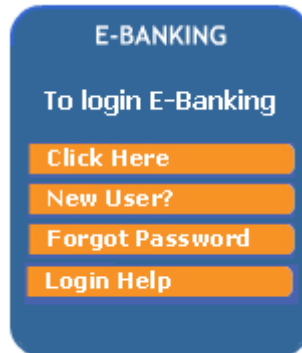 E-BANKING
To login E-Banking
Click Here
New User?
Forgot Password
Login Help